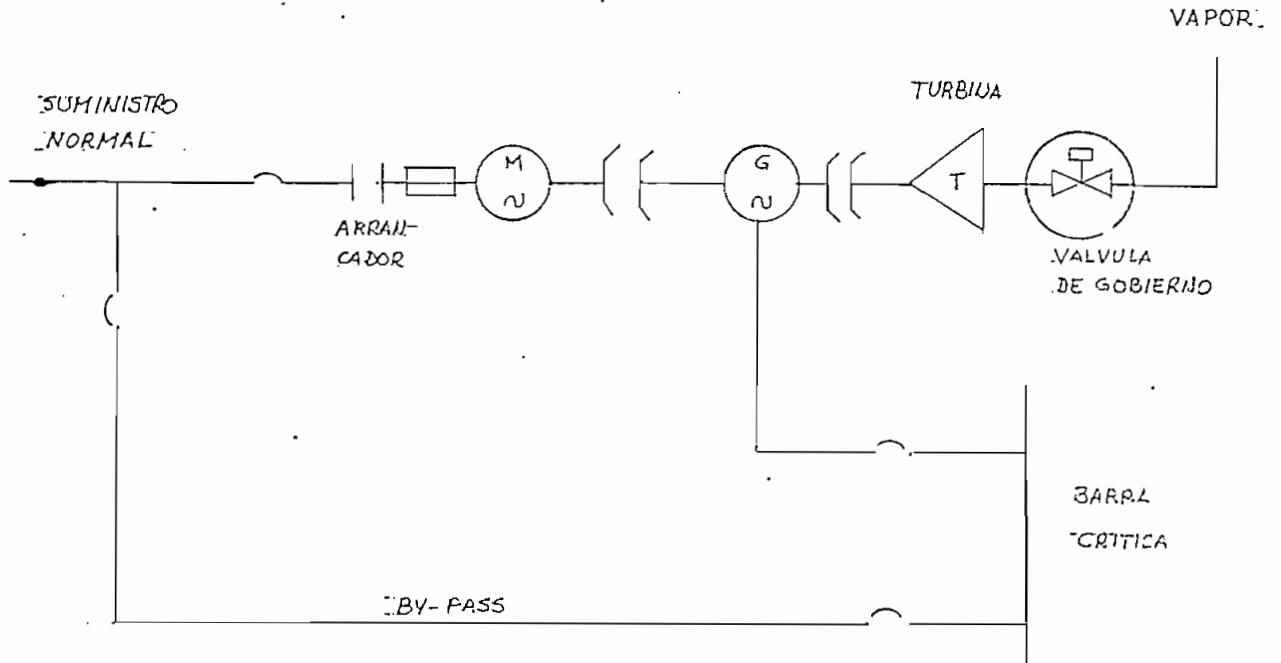 VAPOR
SUMINISTRO
NORMAL
TURBINA
M
G
T
ARRAN-
CADOR
VALVULA
DE GOBIERNO
BARRA
CRITICA
BY-PASS